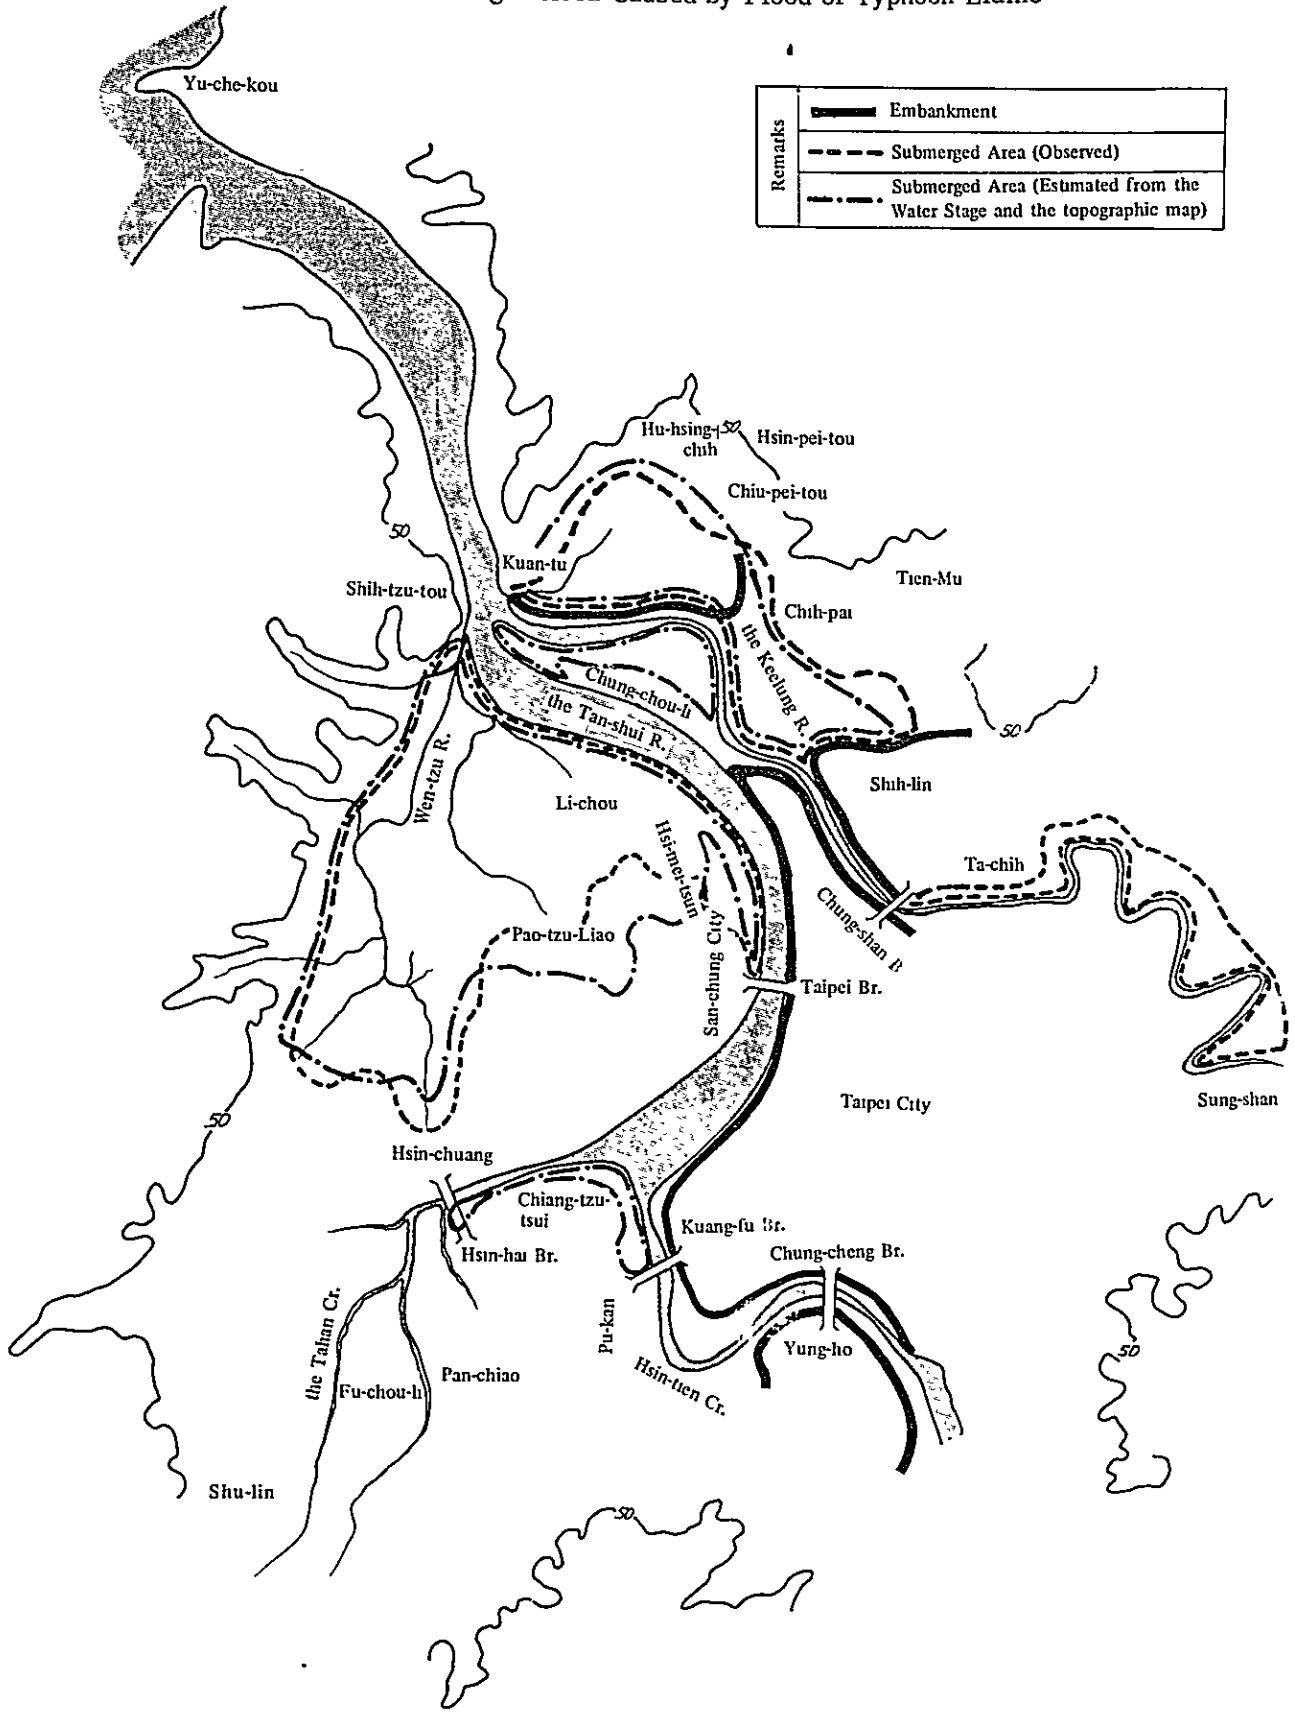 Caused by Flood of Typhoon
Yu-che-kou
Remarks
Embankment
Submerged Area (Observed)
Submerged Area (Estimated from the
Water Stage and the topographic map)
Hu-hsing-
chih
50
Hsin-pei-tou
Chiu-pei-tou
50
Kuan-tu
Tien-Mu
Shih-tzu-tou
Chih-pai
the Keelung R.
Chung-chou-li
the Tan-shui R.
50
Wen-tzu R.
Shih-lin
Li-chou
Hsi-mei-tsun
Ta-chih
Chung-shan B
San-chung City
Pao-tzu-Liao
Taipei Br.
Taipei City
Sung-shan
50
Hsin-chuang
Chiang-tzu-
tsui
Kuang-fu Br.
Hsin-hai Br.
Chung-cheng Br.
the Tahan Cr.
Pu-kan
Yung-ho
50
Hsin-tien Cr.
Pan-chiao
Fu-chou-li
Shu-lin
50